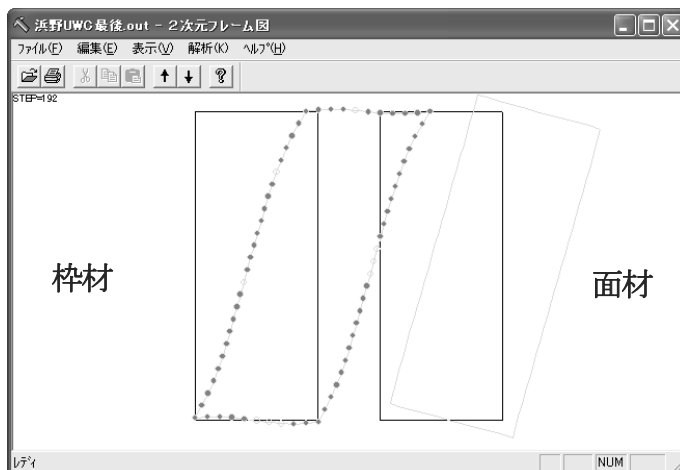 浜野UWC最後.out - 2次元フレーム図
ファイル(F) 編集(E) 表示(V) 解析(K) ヘルプ(H)
STEP=192
枠材
面材
レディ
NUM